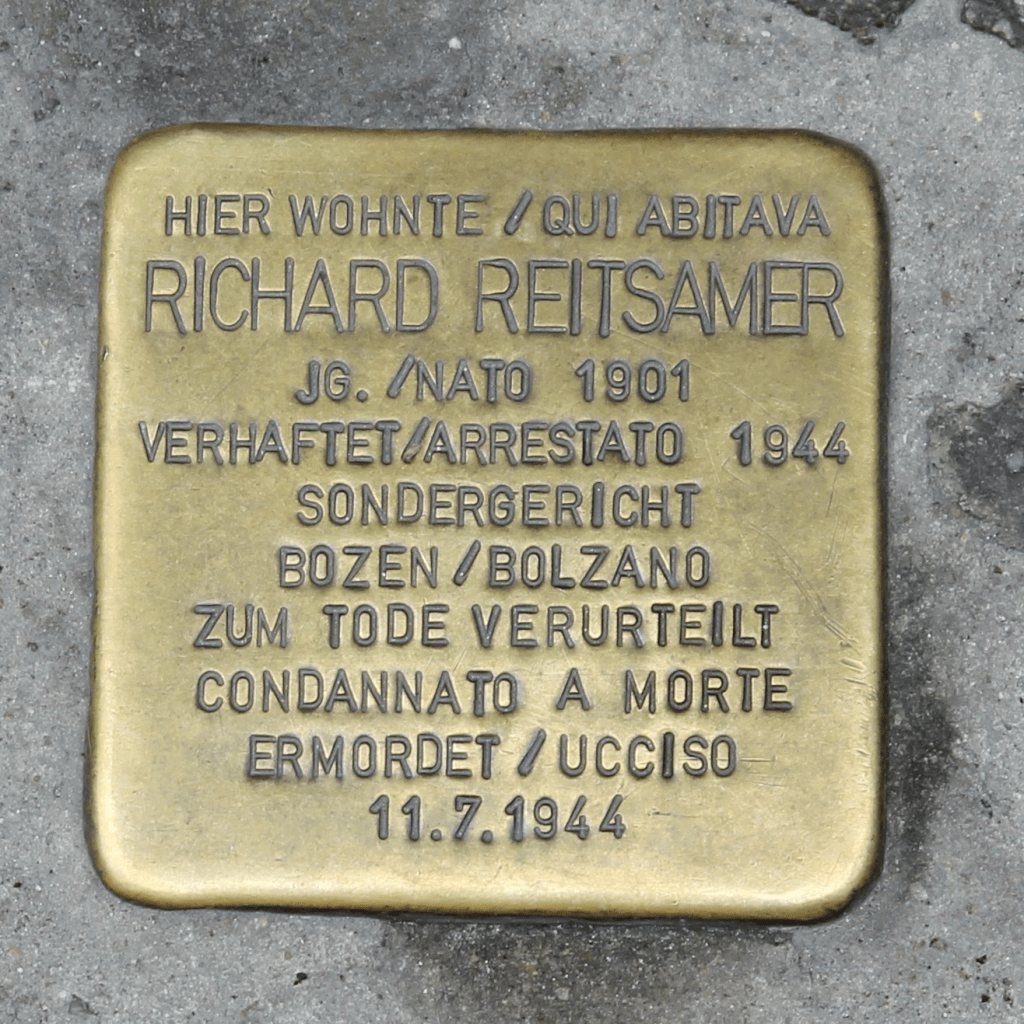 HIER WOHNTE / QUI ABITAVA
RICHARD REITSAMER
JG. / NATO 1901
VERHAFTET/ARRESTATO 1944
SONDERGERICHT
BOZEN / BOLZANO
ZUM TODE VERURTEILT
CONDANNATO A MORTE
ERMORDET / UCCISO
11.7.1944